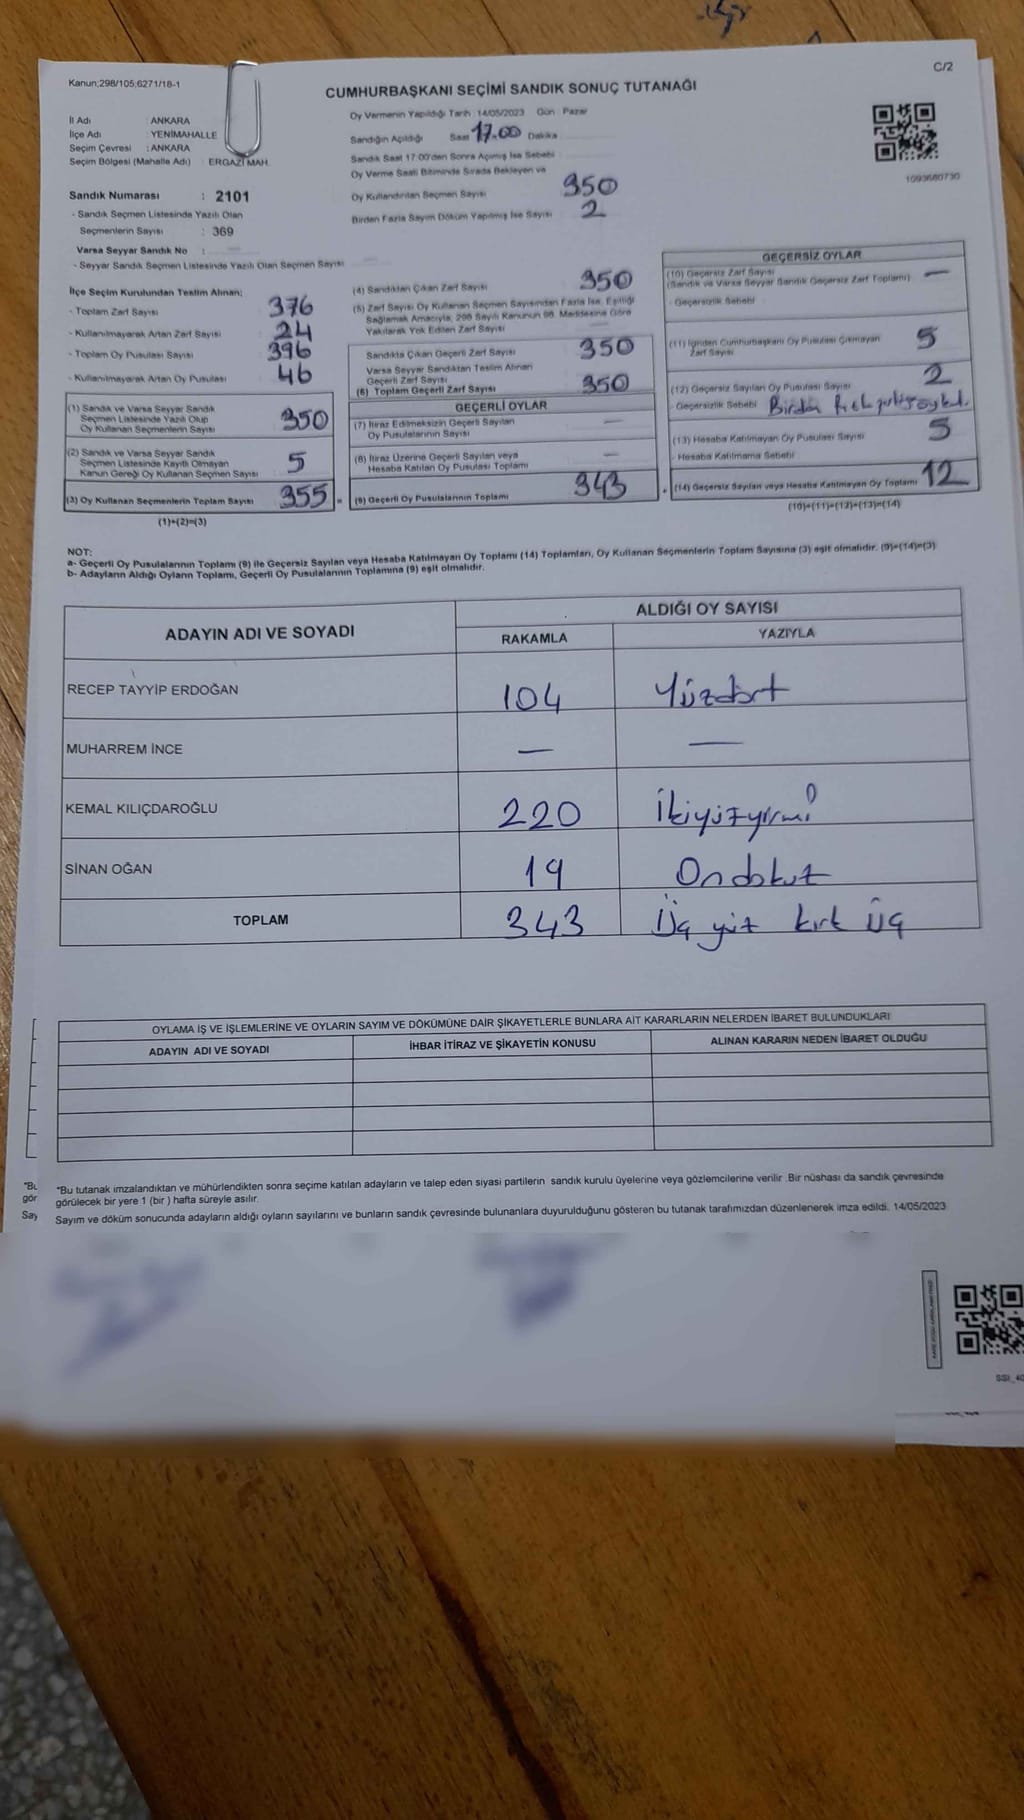 Kanun;298/105;6271/18-1
C/2
CUMHURBAŞKANI SEÇİMİ SANDIK SONUÇ TUTANAĞI
İl Adı : ANKARA
İlçe Adı : YENİMAHALLE
Seçim Çevresi : ANKARA
Seçim Bölgesi (Mahalle Adı) : ERGAZİ MAH.
Sandık Numarası : 2101
- Sandık Seçmen Listesinde Yazılı Olan
Seçmenlerin Sayısı : 369
Varsa Seyyar Sandık No :
- Seyyar Sandık Seçmen Listesinde Yazılı Olan Seçmen Sayısı
Oy Vermenin Yapıldığı Tarih : 14/05/2023 Gün : Pazar
Sandığın Açıldığı Saat 17.00 Dakika
Sandık Saat 17:00'den Sonra Açılmış İse Sebebi
Oy Verme Saati Bitiminde Sırada Bekleyen ve
Oy Kullandırılan Seçmen Sayısı 350
Birden Fazla Sayım Döküm Yapılmış İse Sayısı 2
1093680730
İlçe Seçim Kurulundan Teslim Alınan;
- Toplam Zarf Sayısı 376
- Kullanılmayarak Artan Zarf Sayısı 24
- Toplam Oy Pusulası Sayısı 396
- Kullanılmayarak Artan Oy Pusulası 46
(1) Sandık ve Varsa Seyyar Sandık
Seçmen Listesinde Yazılı Olup
Oy Kullanan Seçmenlerin Sayısı 350
(2) Sandık ve Varsa Seyyar Sandık
Seçmen Listesinde Kayıtlı Olmayan
Kanun Gereği Oy Kullanan Seçmen Sayısı 5
(3) Oy Kullanan Seçmenlerin Toplam Sayısı 355 =
(1)+(2)=(3)
(4) Sandıktan Çıkan Zarf Sayısı 350
(5) Zarf Sayısı Oy Kullanan Seçmen Sayısından Fazla İse, Eşitliği
Sağlamak Amacıyla, 298 Sayılı Kanunun 98. Maddesine Göre
Yakılarak Yok Edilen Zarf Sayısı
Sandıkta Çıkan Geçerli Zarf Sayısı 350
Varsa Seyyar Sandıktan Teslim Alınan
Geçerli Zarf Sayısı
(6) Toplam Geçerli Zarf Sayısı 350
GEÇERLİ OYLAR
(7) İtiraz Edilmeksizin Geçerli Sayılan
Oy Pusulalarının Sayısı —
(8) İtiraz Üzerine Geçerli Sayılan veya
Hesaba Katılan Oy Pusulası Toplamı —
(9) Geçerli Oy Pusulalarının Toplamı 343
GEÇERSİZ OYLAR
(10) Geçersiz Zarf Sayısı —
(Sandık ve Varsa Seyyar Sandık Geçersiz Zarf Toplamı)
- Geçersizlik Sebebi
(11) İçinden Cumhurbaşkanı Oy Pusulası Çıkmayan 5
Zarf Sayısı
(12) Geçersiz Sayılan Oy Pusulası Sayısı 2
- Geçersizlik Sebebi Birden
(13) Hesaba Katılmayan Oy Pusulası Sayısı 5
- Hesaba Katılmama Sebebi
+ (14) Geçersiz Sayılan veya Hesaba Katılmayan Oy Toplamı 12
(10)+(11)+(12)+(13)=(14)
NOT:
a- Geçerli Oy Pusulalarının Toplamı (9) ile Geçersiz Sayılan veya Hesaba Katılmayan Oy Toplamı (14) Toplamları, Oy Kullanan Seçmenlerin Toplam Sayısına (3) eşit olmalıdır. (9)+(14)=(3)
b- Adayların Aldığı Oyların Toplamı, Geçerli Oy Pusulalarının Toplamına (9) eşit olmalıdır.
ADAYIN ADI VE SOYADI
ALDIĞI OY SAYISI
RAKAMLA YAZIYLA
RECEP TAYYİP ERDOĞAN 104 Yüzdört
MUHARREM İNCE — —
KEMAL KILIÇDAROĞLU 220 İkiyüzyirmi
SİNAN OĞAN 19 Ondokuz
TOPLAM 343 Üç yüz kırk üç
OYLAMA İŞ VE İŞLEMLERİNE VE OYLARIN SAYIM VE DÖKÜMÜNE DAİR ŞİKAYETLERLE BUNLARA AİT KARARLARIN NELERDEN İBARET BULUNDUKLARI
ADAYIN ADI VE SOYADI İHBAR İTİRAZ VE ŞİKAYETİN KONUSU ALINAN KARARIN NEDEN İBARET OLDUĞU
"Bu tutanak imzalandıktan ve mühürlendikten sonra seçime katılan adayların ve talep eden siyasi partilerin sandık kurulu üyelerine veya gözlemcilerine verilir .Bir nüshası da sandık çevresinde
görülecek bir yere 1 (bir ) hafta süreyle asılır.
Sayım ve döküm sonucunda adayların aldığı oyların sayılarını ve bunların sandık çevresinde bulunanlara duyurulduğunu gösteren bu tutanak tarafımızdan düzenlenerek imza edildi. 14/05/2023
"Bu
gör
Say
SSI_40